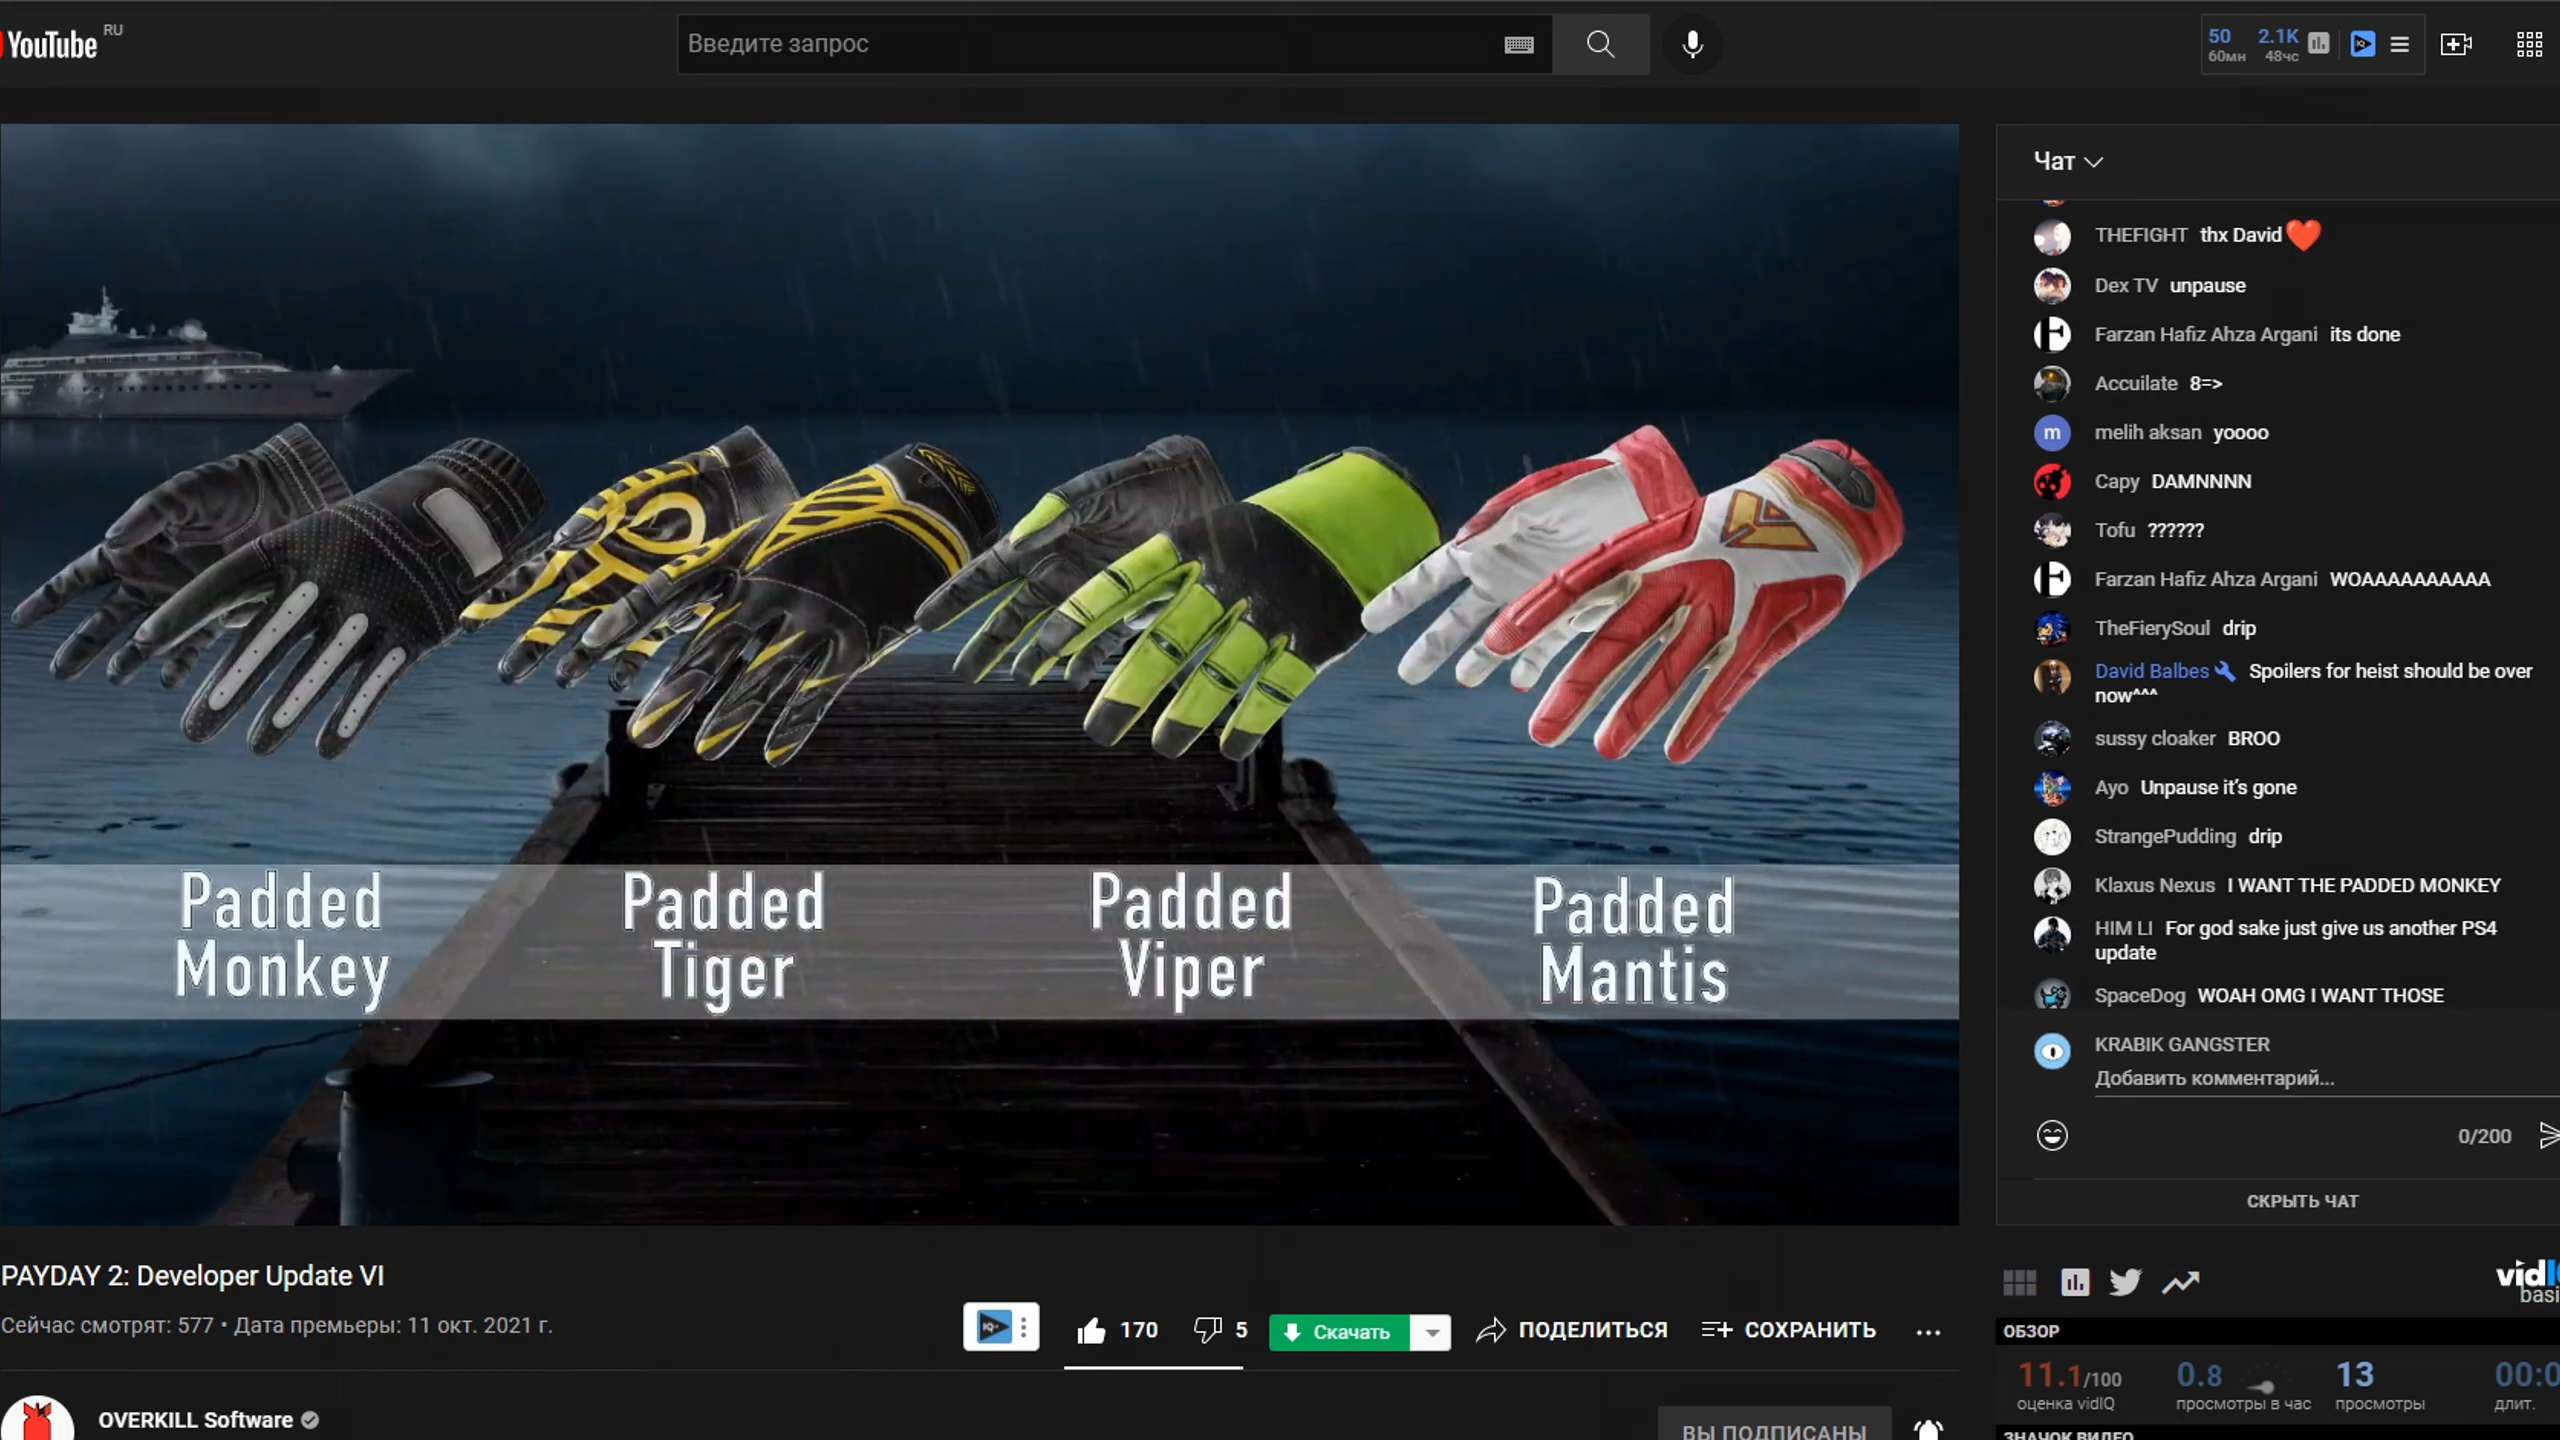 YouTube RU
Введите запрос
50 2.1K
60мн 48чс
Чат
THEFIGHT thx David
Dex TV unpause
Farzan Hafiz Ahza Argani its done
Accuilate 8=>
m melih aksan yoooo
Capy DAMNNNN
Tofu ??????
F Farzan Hafiz Ahza Argani WOAAAAAAAAAA
TheFierySoul drip
David Balbes Spoilers for heist should be over
now^^^
sussy cloaker BROO
Ayo Unpause it's gone
StrangePudding drip
Klaxus Nexus I WANT THE PADDED MONKEY
HIM LI For god sake just give us another PS4
update
SpaceDog WOAH OMG I WANT THOSE
KRABIK GANGSTER
Добавить комментарий...
0/200
СКРЫТЬ ЧАТ
Padded
Monkey
Padded
Tiger
Padded
Viper
Padded
Mantis
PAYDAY 2: Developer Update VI
Сейчас смотрят: 577 • Дата премьеры: 11 окт. 2021 г.
170 5 Скачать ПОДЕЛИТЬСЯ СОХРАНИТЬ
OVERKILL Software
ВЫ ПОДПИСАНЫ
ОБЗОР
11.1/100 0.8 13
оценка vidIQ просмотры в час просмотры длит.
ЗНАЧОК ВИДЕО